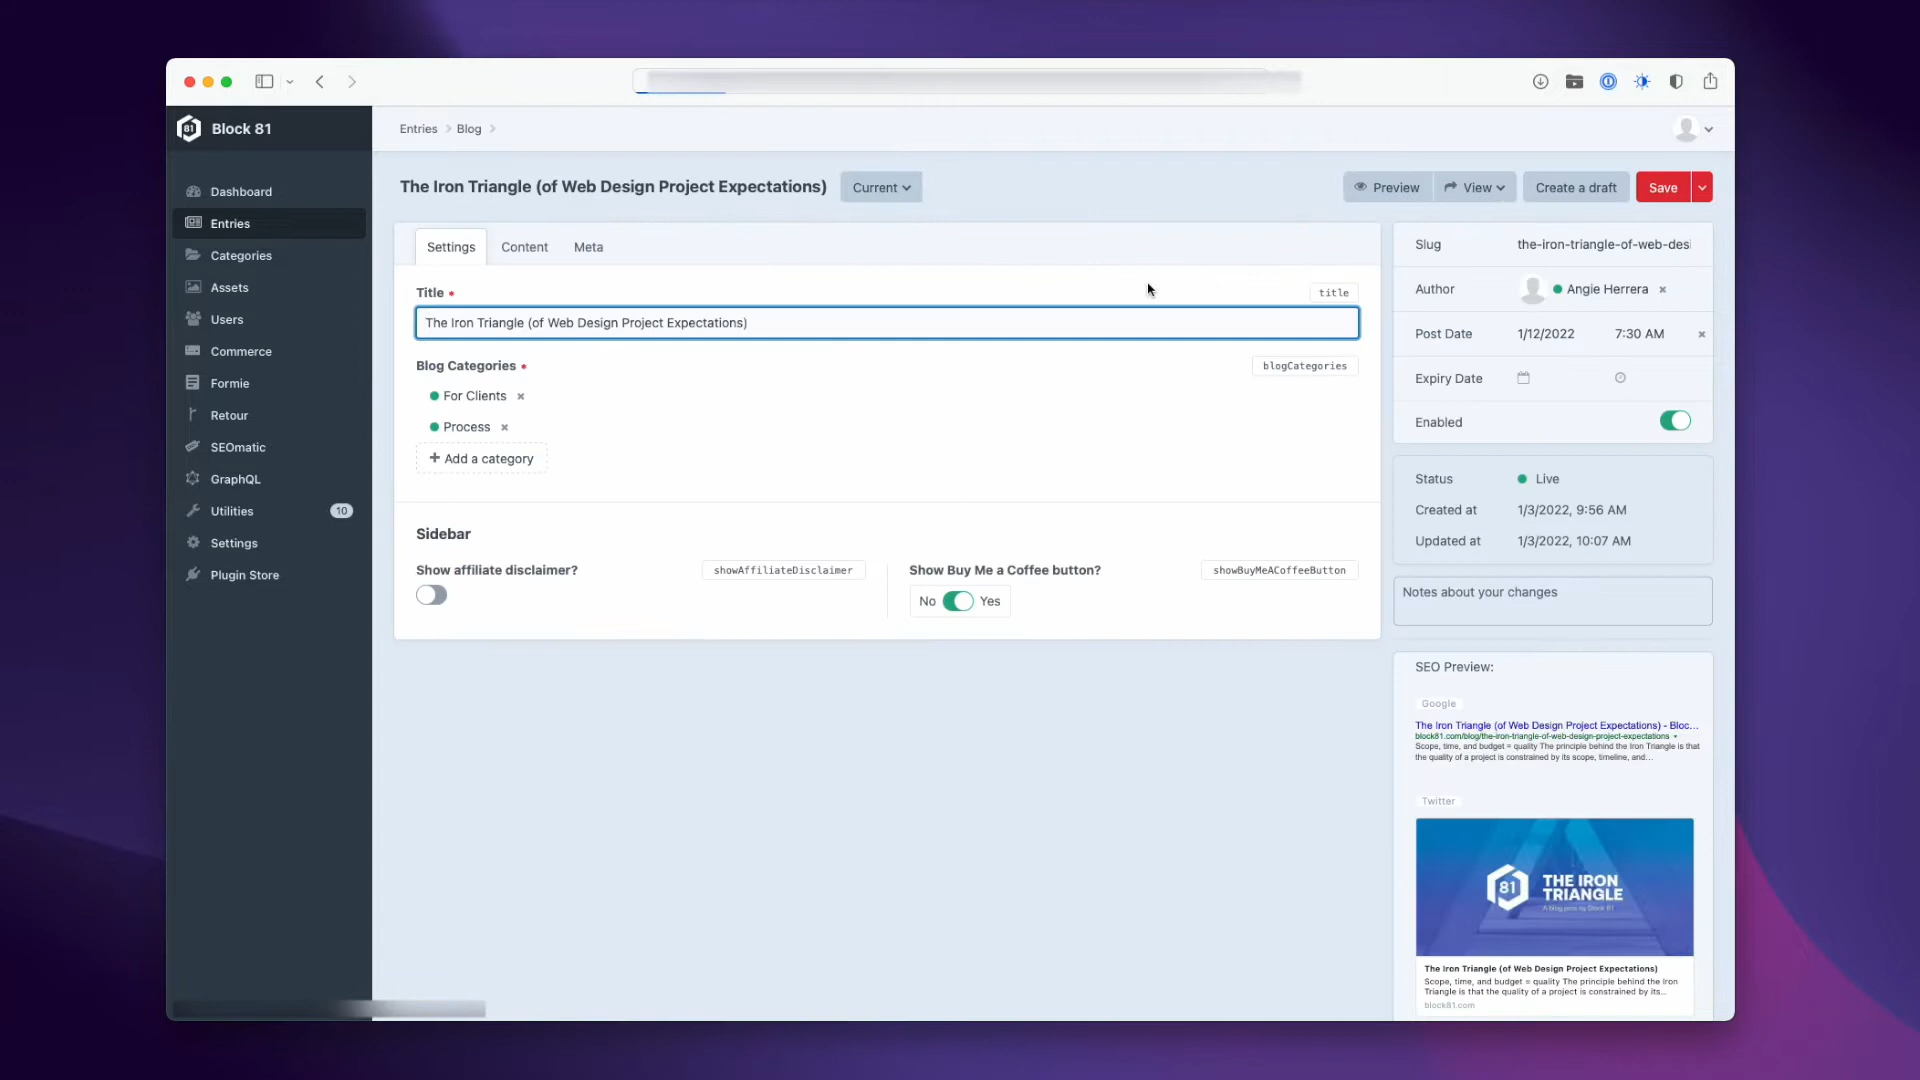 Block 81
Entries
Blog
Dashboard
Entries
Categories
Assets
Users
Commerce
Formie
Retour
SEOmatic
GraphQL
Utilities
10
Settings
Plugin Store
The Iron Triangle (of Web Design Project Expectations)
Current
Preview
View
Create a draft
Save
Settings
Content
Meta
Title *
title
The Iron Triangle (of Web Design Project Expectations)
Blog Categories *
blogCategories
For Clients ×
Process ×
+ Add a category
Sidebar
Show affiliate disclaimer?
showAffiliateDisclaimer
Show Buy Me a Coffee button?
showBuyMeACoffeeButton
No
Yes
Slug
the-iron-triangle-of-web-desi
Author
Angie Herrera ×
Post Date
1/12/2022
7:30 AM ×
Expiry Date
Enabled
Status
Live
Created at
1/3/2022, 9:56 AM
Updated at
1/3/2022, 10:07 AM
Notes about your changes
SEO Preview:
Google
The Iron Triangle (of Web Design Project Expectations) - Bloc...
block81.com/blog/the-iron-triangle-of-web-design-project-expectations
Scope, time, and budget = quality The principle behind the Iron Triangle is that
the quality of a project is constrained by its scope, timeline, and...
Twitter
81
THE IRON
TRIANGLE
A blog post by Block 81
The Iron Triangle (of Web Design Project Expectations)
Scope, time, and budget = quality The principle behind the Iron
Triangle is that the quality of a project is constrained by its...
block81.com